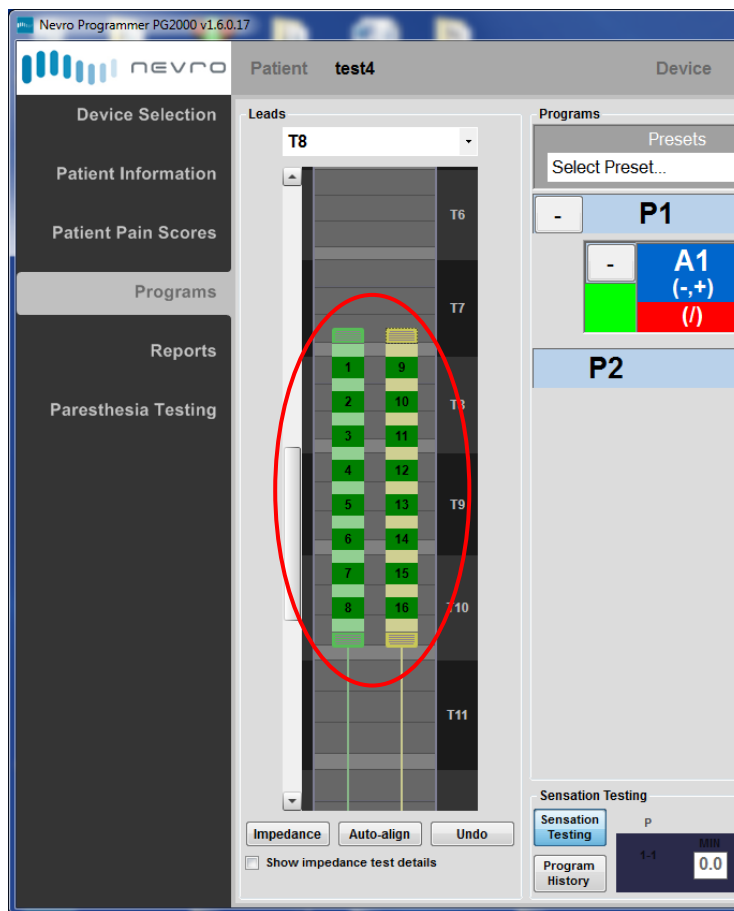 Nevro Programmer PG2000 v1.6.0.17
nevro
Patient test4 Device
Device Selection
Patient Information
Patient Pain Scores
Programs
Reports
Paresthesia Testing
Leads
T8
T6
T7
T8
T9
T10
T11
1 9
2 10
3 11
4 12
5 13
6 14
7 15
8 16
Impedance Auto-align Undo
Show impedance test details
Programs
Presets
Select Preset...
- P1
- A1
(-,+)
(/)
P2
Sensation Testing
Sensation
Testing
Program
History
P
1-1
MIN
0.0